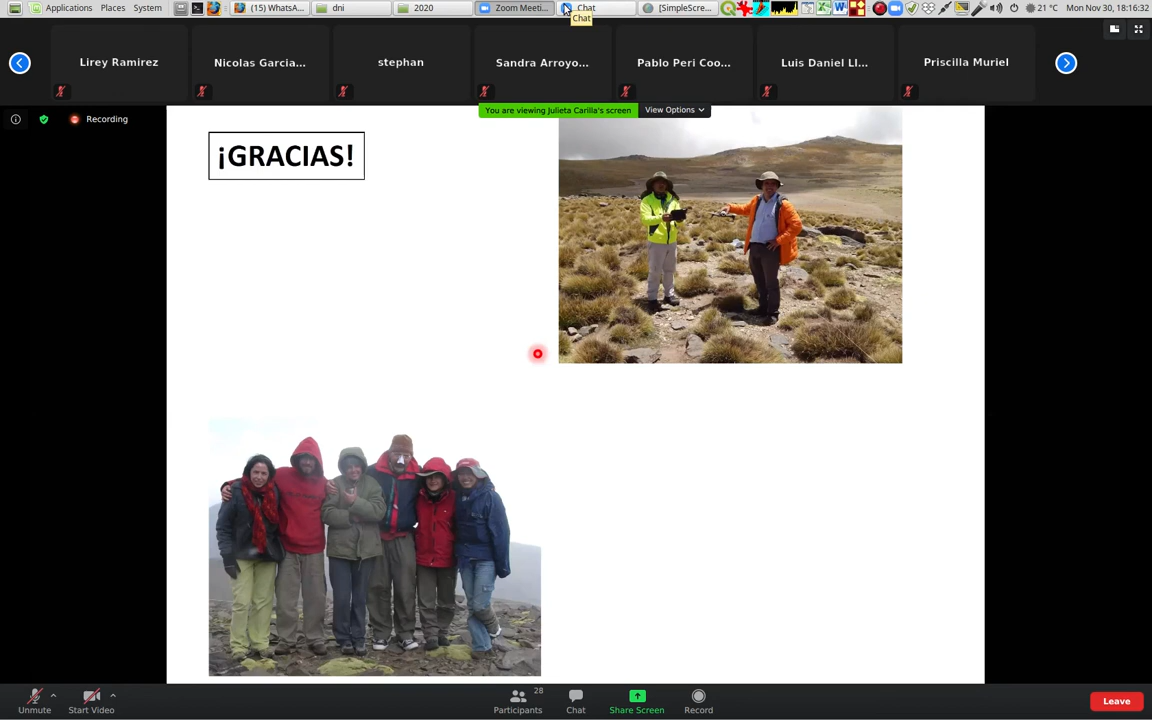 Applications Places System (15) WhatsA... dni 2020 Zoom Meeti... Chat [SimpleScre... 21 °C Mon Nov 30, 18:16:32
Chat
Lirey Ramirez Nicolas Garcia... stephan Sandra Arroyo... Pablo Peri Coo... Luis Daniel Ll... Priscilla Muriel
You are viewing Julieta Carilla's screen View Options
Recording
¡GRACIAS!
Unmute Start Video Participants 28 Chat Share Screen Record Leave